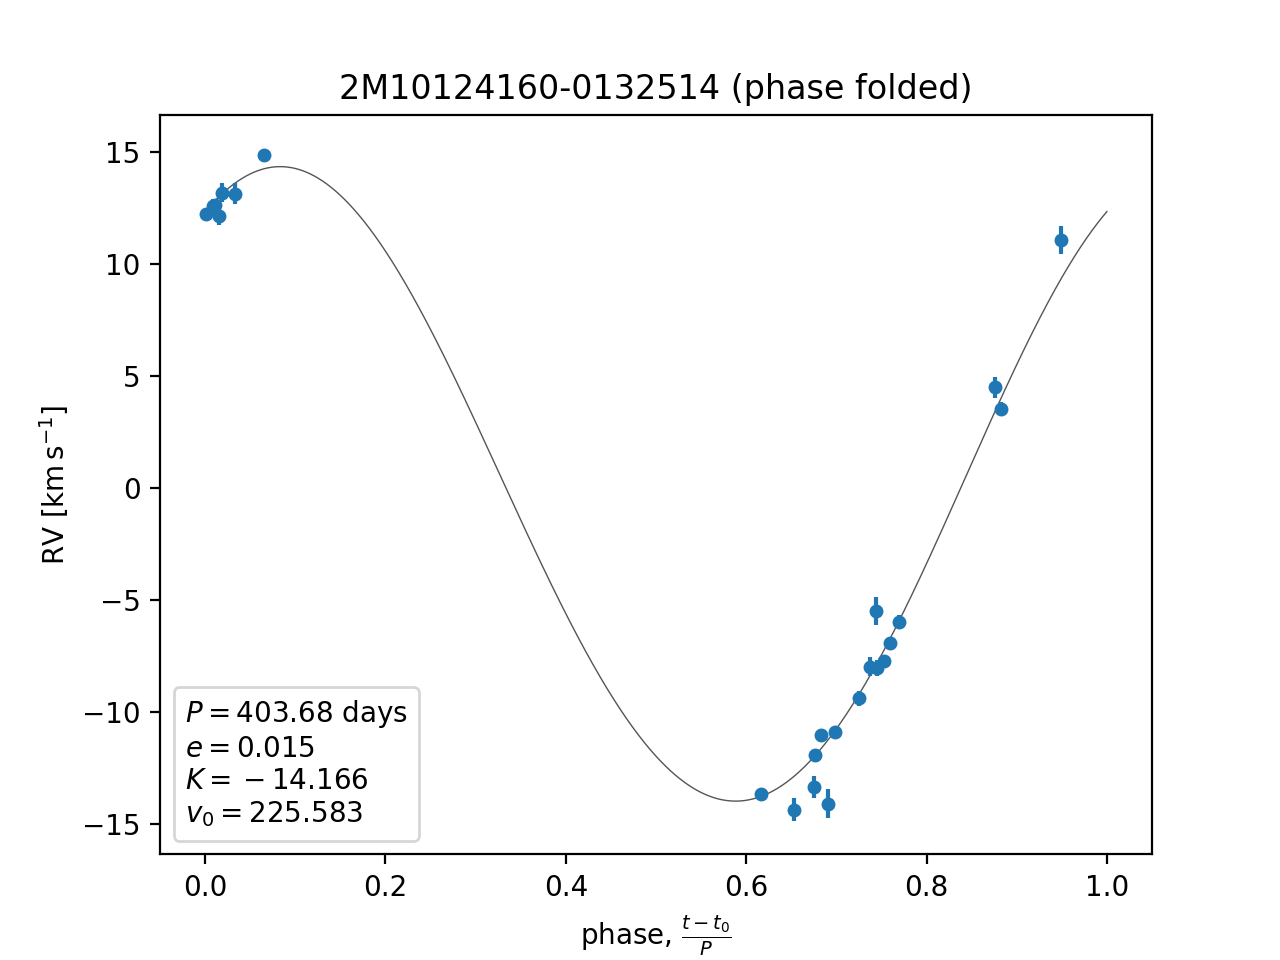 2M10124160-0132514 (phase folded)
15
10
5
0
−5
−10
−15
RV [km s⁻¹]
P = 403.68 days
e = 0.015
K = −14.166
v₀ = 225.583
0.0 0.2 0.4 0.6 0.8 1.0
phase, (t − t₀)/P